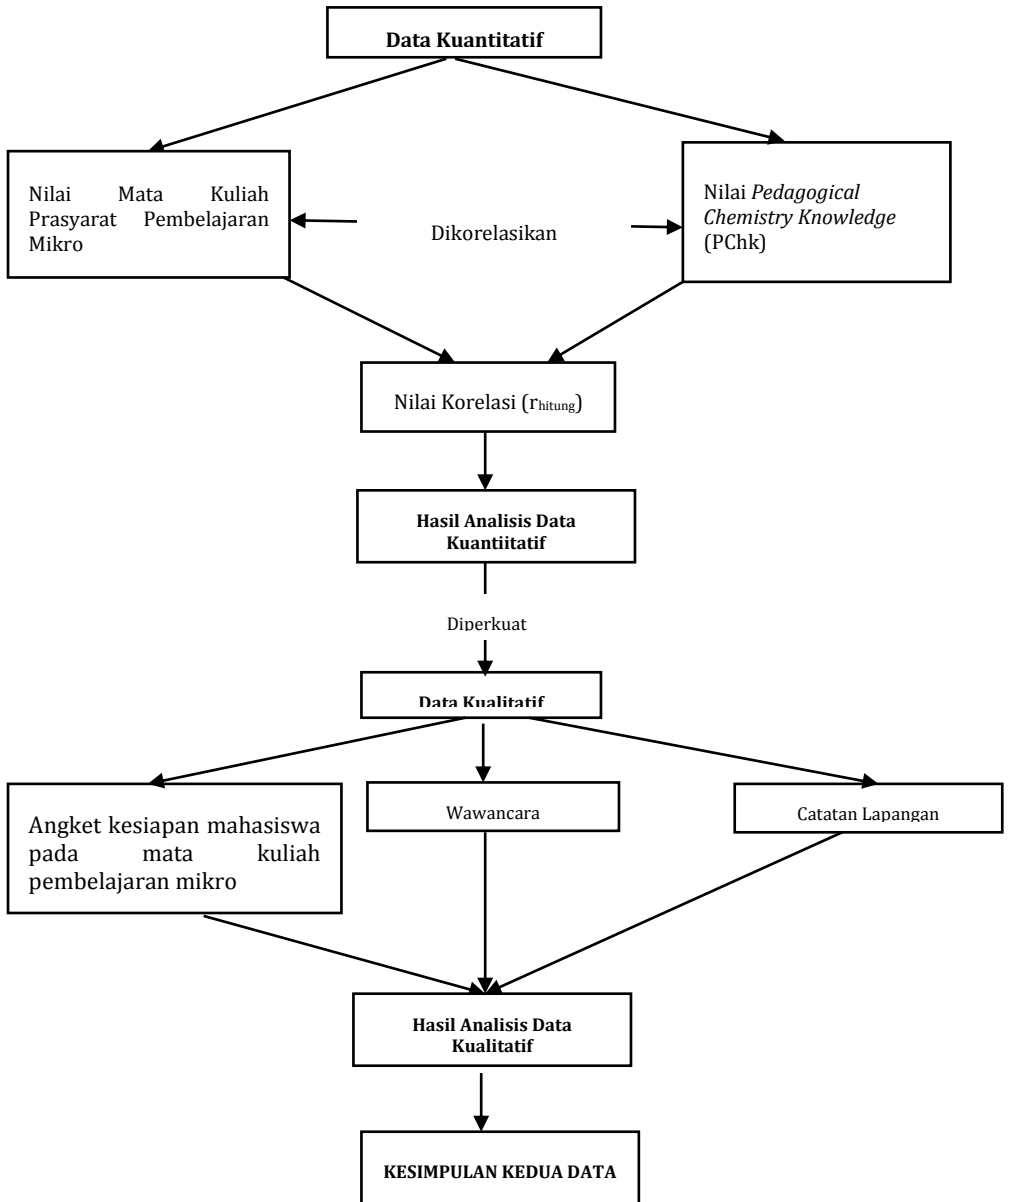 Data Kuantitatif
Nilai Mata Kuliah
Prasyarat Pembelajaran
Mikro
Dikorelasikan
Nilai Pedagogical
Chemistry Knowledge
(PChk)
Nilai Korelasi (rhitung)
Hasil Analisis Data
Kuantiitatif
Diperkuat
Data Kualitatif
Angket kesiapan mahasiswa
pada mata kuliah
pembelajaran mikro
Wawancara
Catatan Lapangan
Hasil Analisis Data
Kualitatif
KESIMPULAN KEDUA DATA